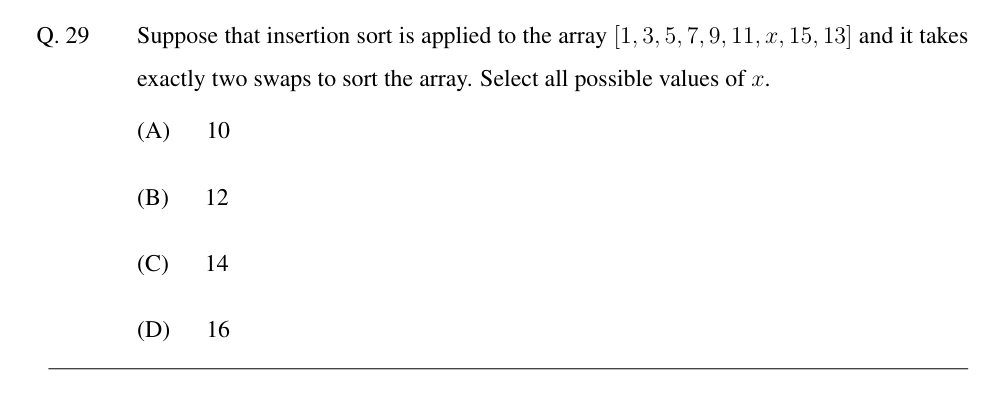 Q. 29 Suppose that insertion sort is applied to the array [1, 3, 5, 7, 9, 11, x, 15, 13] and it takes
exactly two swaps to sort the array. Select all possible values of x.
(A) 10
(B) 12
(C) 14
(D) 16